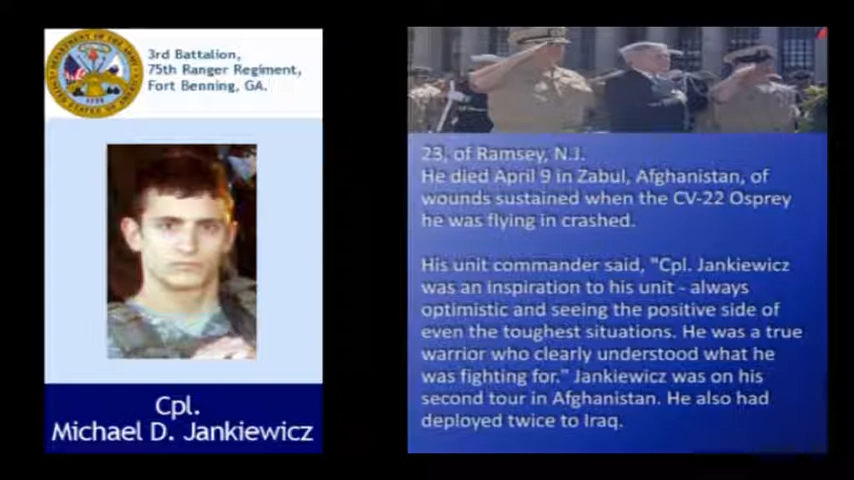 3rd Battalion,
75th Ranger Regiment,
Fort Benning, GA.
Cpl.
Michael D. Jankiewicz
23, of Ramsey, N.J.
He died April 9 in Zabul, Afghanistan, of
wounds sustained when the CV-22 Osprey
he was flying in crashed.
His unit commander said, "Cpl. Jankiewicz
was an inspiration to his unit - always
optimistic and seeing the positive side of
even the toughest situations. He was a true
warrior who clearly understood what he
was fighting for." Jankiewicz was on his
second tour in Afghanistan. He also had
deployed twice to Iraq.